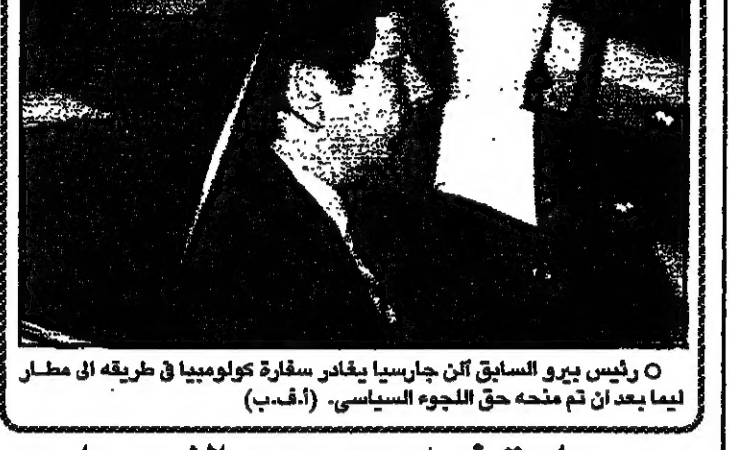 ○ رئيس بيرو السابق آلن جارسيا يغادر سفارة كولومبيا في طريقه الى مطار
ليما بعد ان تم منحه حق اللجوء السياسي. (أ.ف.ب)